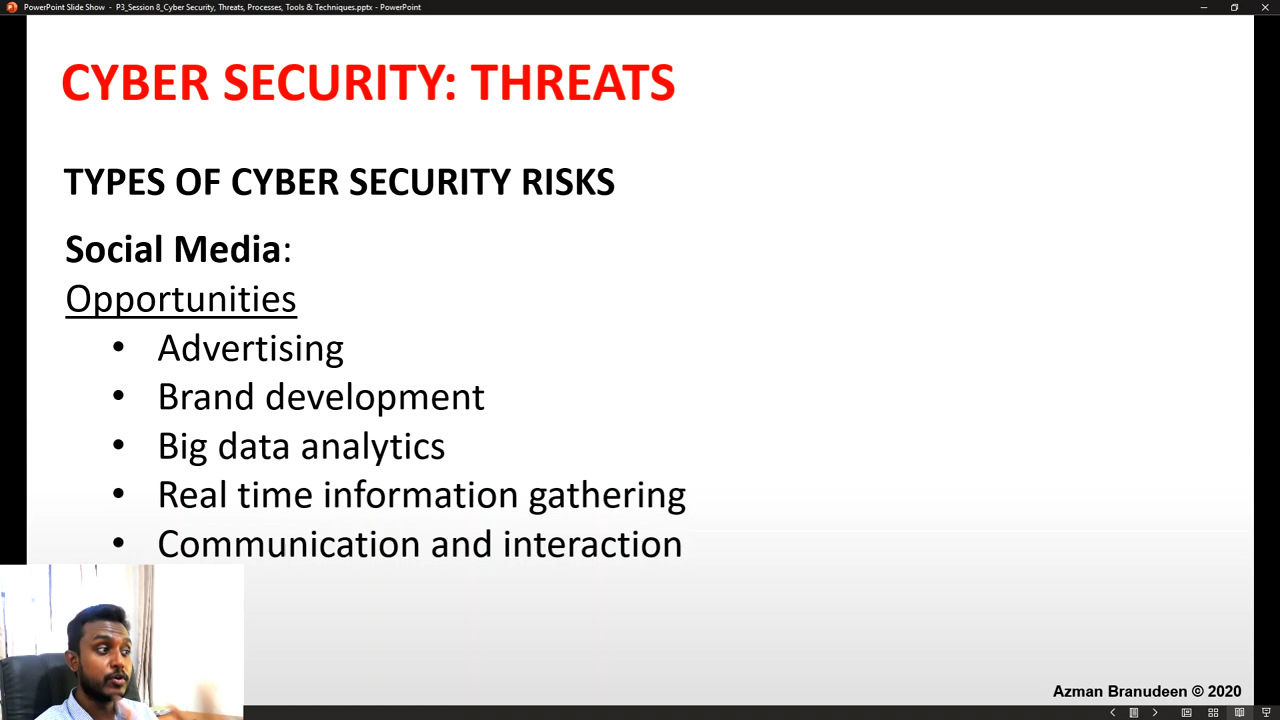 PowerPoint Slide Show - P3_Session 8_Cyber Security, Threats, Processes, Tools & Techniques.pptx - PowerPoint
CYBER SECURITY: THREATS
TYPES OF CYBER SECURITY RISKS
Social Media:
Opportunities
• Advertising
• Brand development
• Big data analytics
• Real time information gathering
• Communication and interaction
Azman Branudeen © 2020